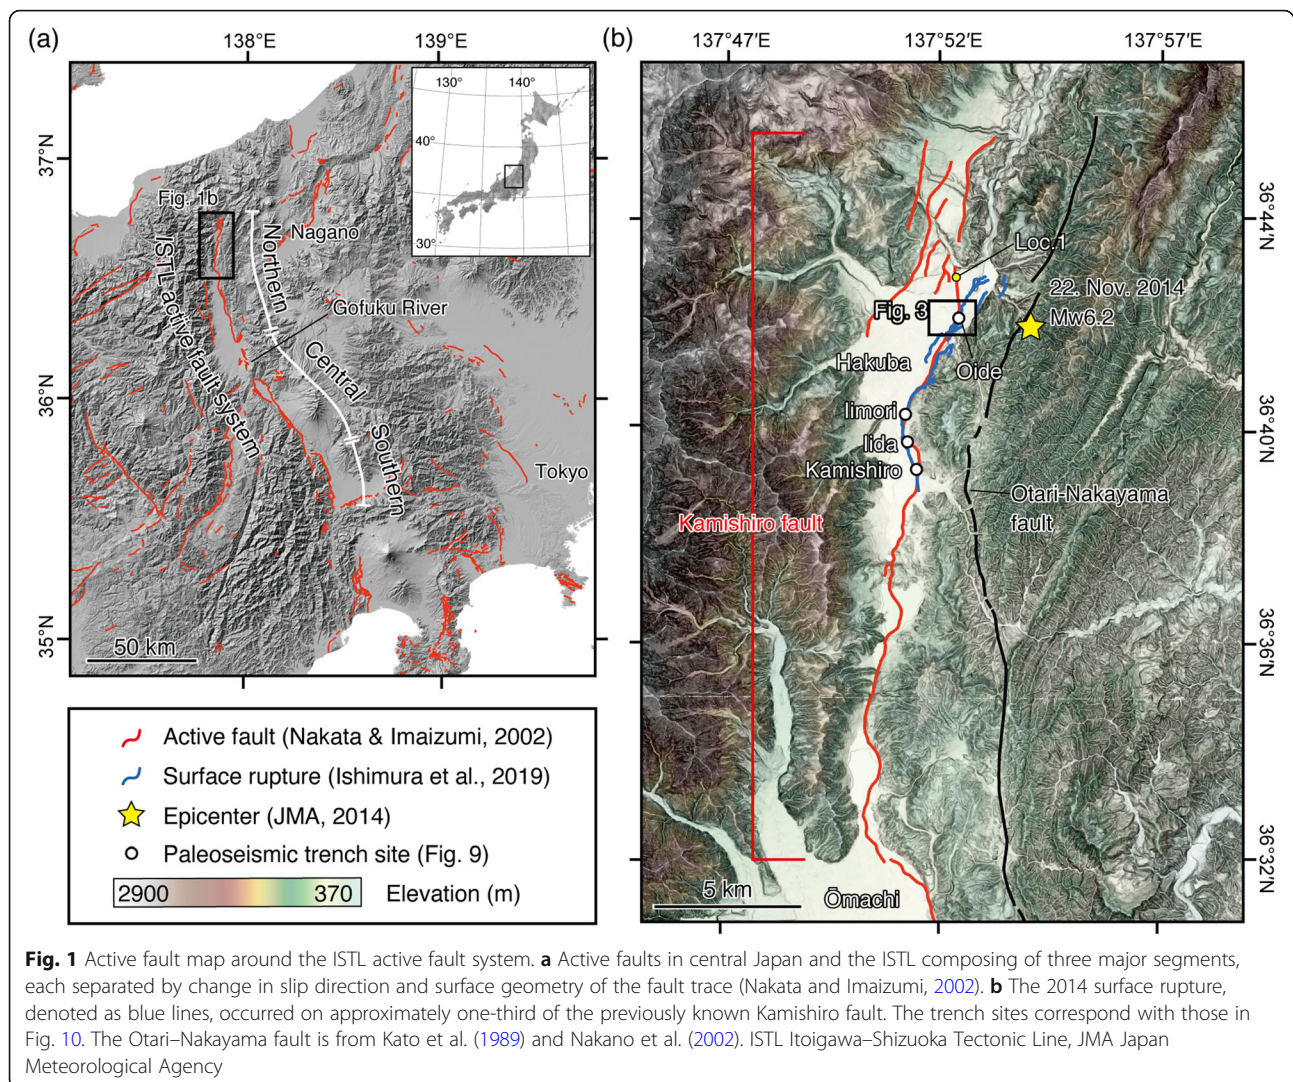 (a)
138°E
139°E
130°
140°
40°
30°
37°N
36°N
35°N
Fig. 1b
Nagano
Northern
ISTL active fault system
Gofuku River
Central
Southern
Tokyo
50 km
(b)
137°47'E
137°52'E
137°57'E
36°44'N
36°40'N
36°36'N
36°32'N
Loc.1
22. Nov. 2014
Mw6.2
Fig. 3
Hakuba
Oide
Iimori
Iida
Kamishiro
Otari-Nakayama
fault
Kamishiro fault
5 km
Ōmachi
Active fault (Nakata & Imaizumi, 2002)
Surface rupture (Ishimura et al., 2019)
Epicenter (JMA, 2014)
Paleoseismic trench site (Fig. 9)
2900 370 Elevation (m)
Fig. 1 Active fault map around the ISTL active fault system. a Active faults in central Japan and the ISTL composing of three major segments,
each separated by change in slip direction and surface geometry of the fault trace (Nakata and Imaizumi, 2002). b The 2014 surface rupture,
denoted as blue lines, occurred on approximately one-third of the previously known Kamishiro fault. The trench sites correspond with those in
Fig. 10. The Otari–Nakayama fault is from Kato et al. (1989) and Nakano et al. (2002). ISTL Itoigawa–Shizuoka Tectonic Line, JMA Japan
Meteorological Agency